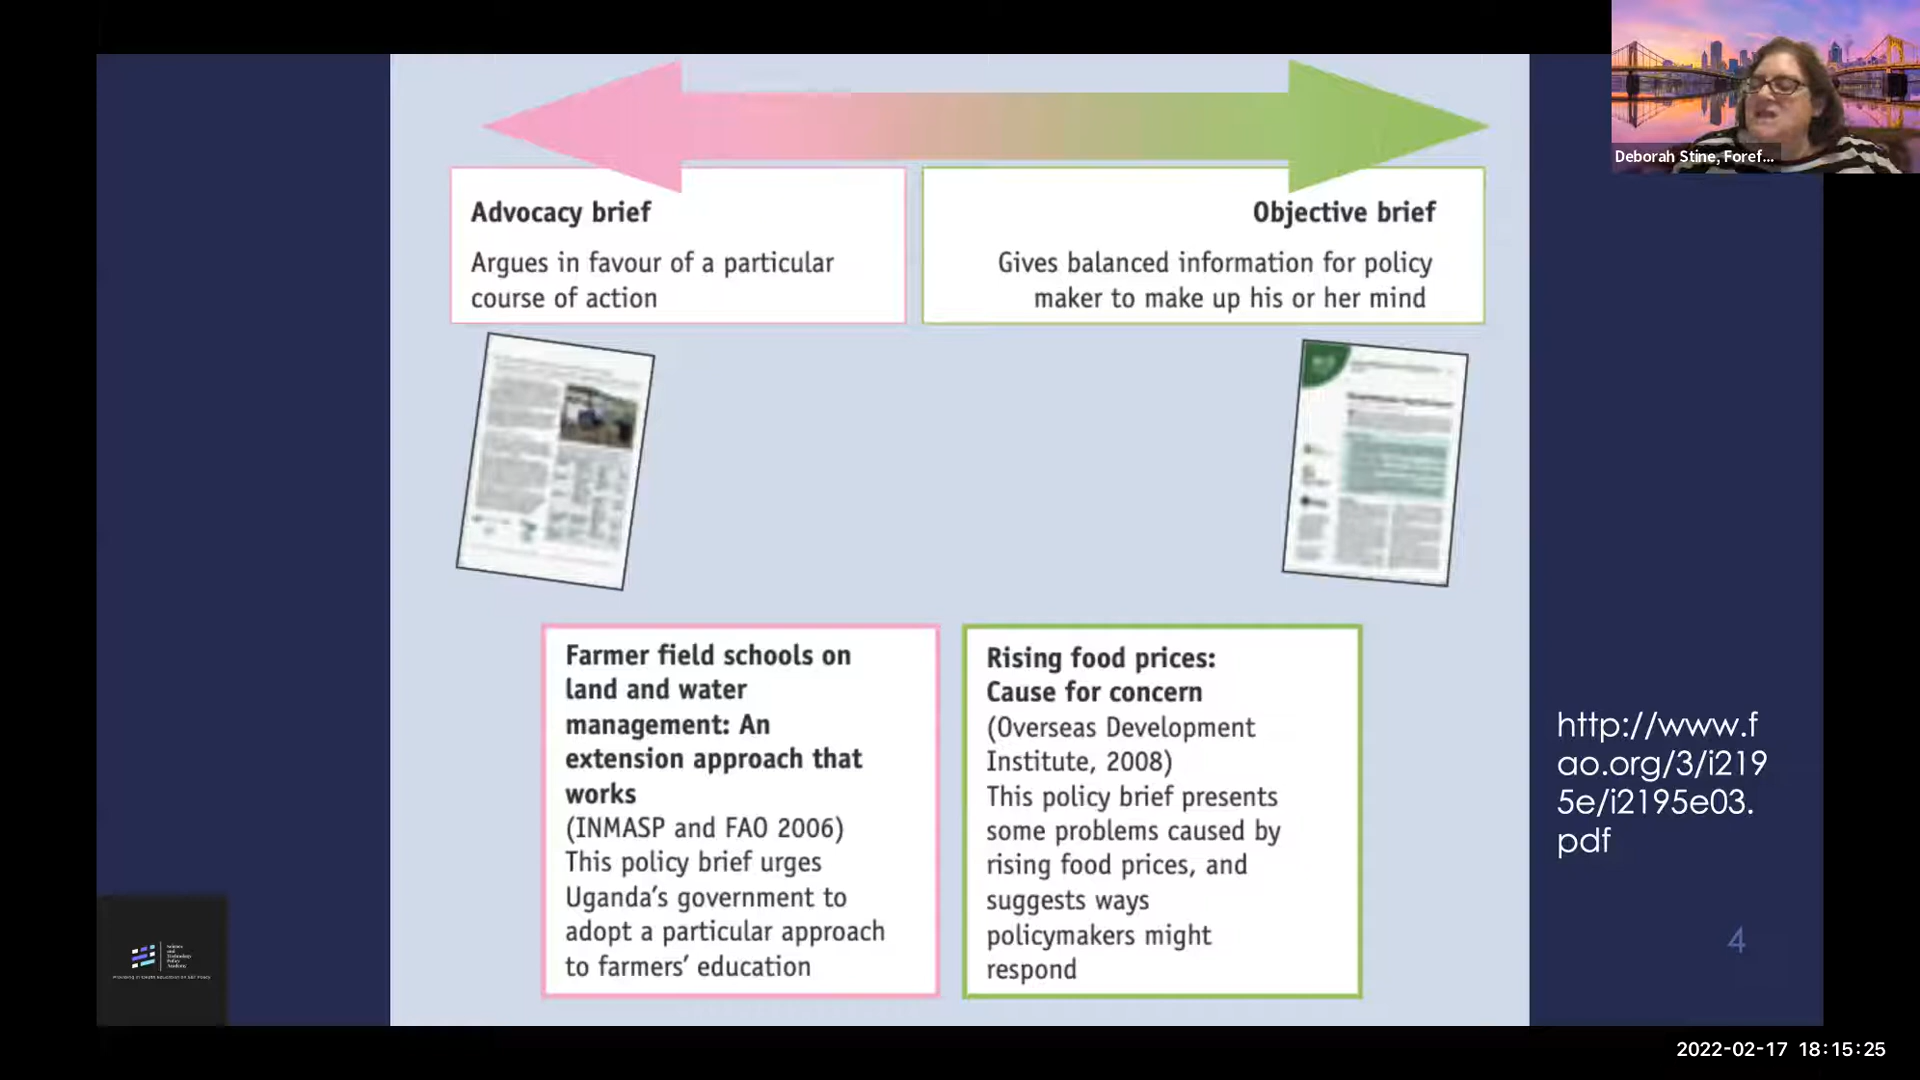 Deborah Stine, Foref...
Advocacy brief
Argues in favour of a particular
course of action
Objective brief
Gives balanced information for policy
maker to make up his or her mind
Farmer field schools on
land and water
management: An
extension approach that
works
(INMASP and FAO 2006)
This policy brief urges
Uganda's government to
adopt a particular approach
to farmers' education
Rising food prices:
Cause for concern
(Overseas Development
Institute, 2008)
This policy brief presents
some problems caused by
rising food prices, and
suggests ways
policymakers might
respond
http://www.f
ao.org/3/i219
5e/i2195e03.
pdf
4
Science
and
Technology
Policy
Academy
2022-02-17 18:15:25